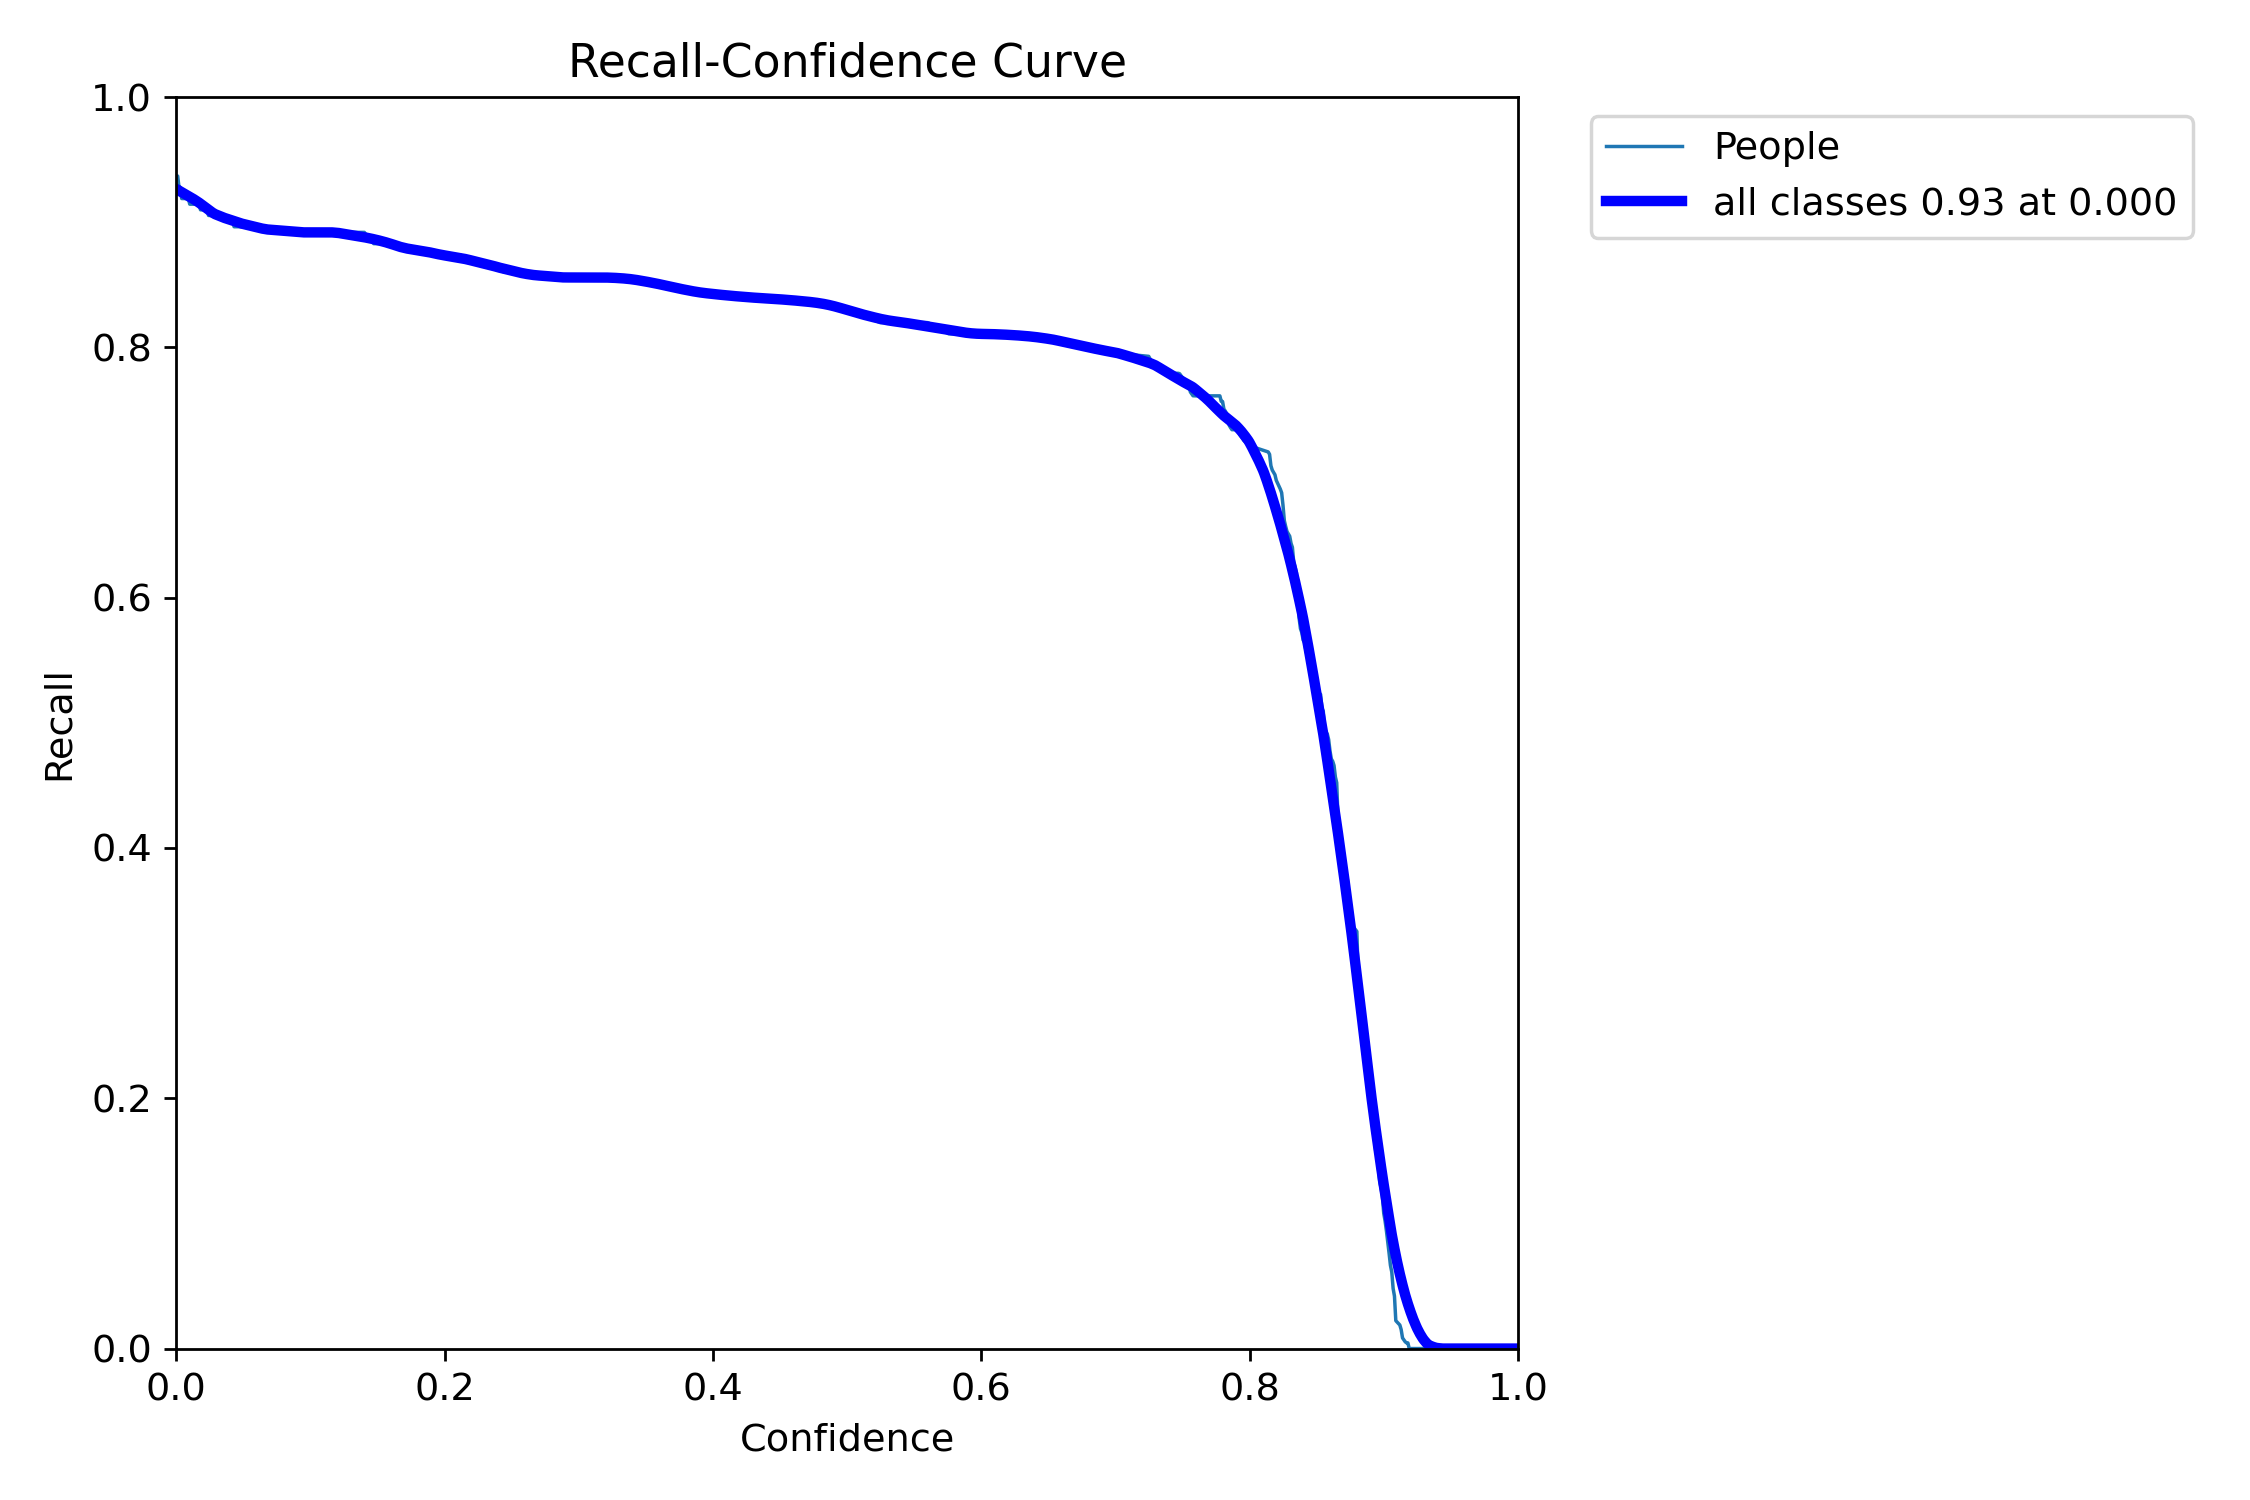 Recall-Confidence Curve
1.0
0.8
0.6
0.4
0.2
0.0
Recall
0.0 0.2 0.4 0.6 0.8 1.0
Confidence
People
all classes 0.93 at 0.000